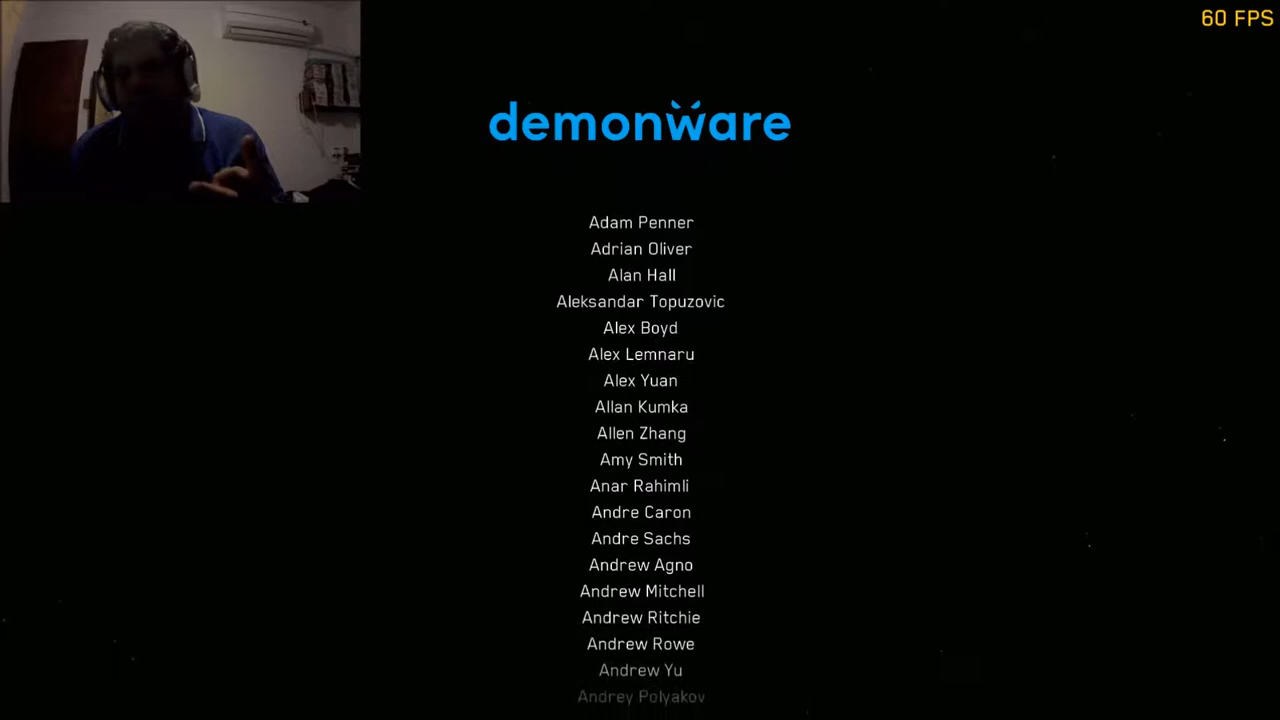 60 FPS
demonware
Adam Penner
Adrian Oliver
Alan Hall
Aleksandar Topuzovic
Alex Boyd
Alex Lemnaru
Alex Yuan
Allan Kumka
Allen Zhang
Amy Smith
Anar Rahimli
Andre Caron
Andre Sachs
Andrew Agno
Andrew Mitchell
Andrew Ritchie
Andrew Rowe
Andrew Yu
Andrey Polyakov